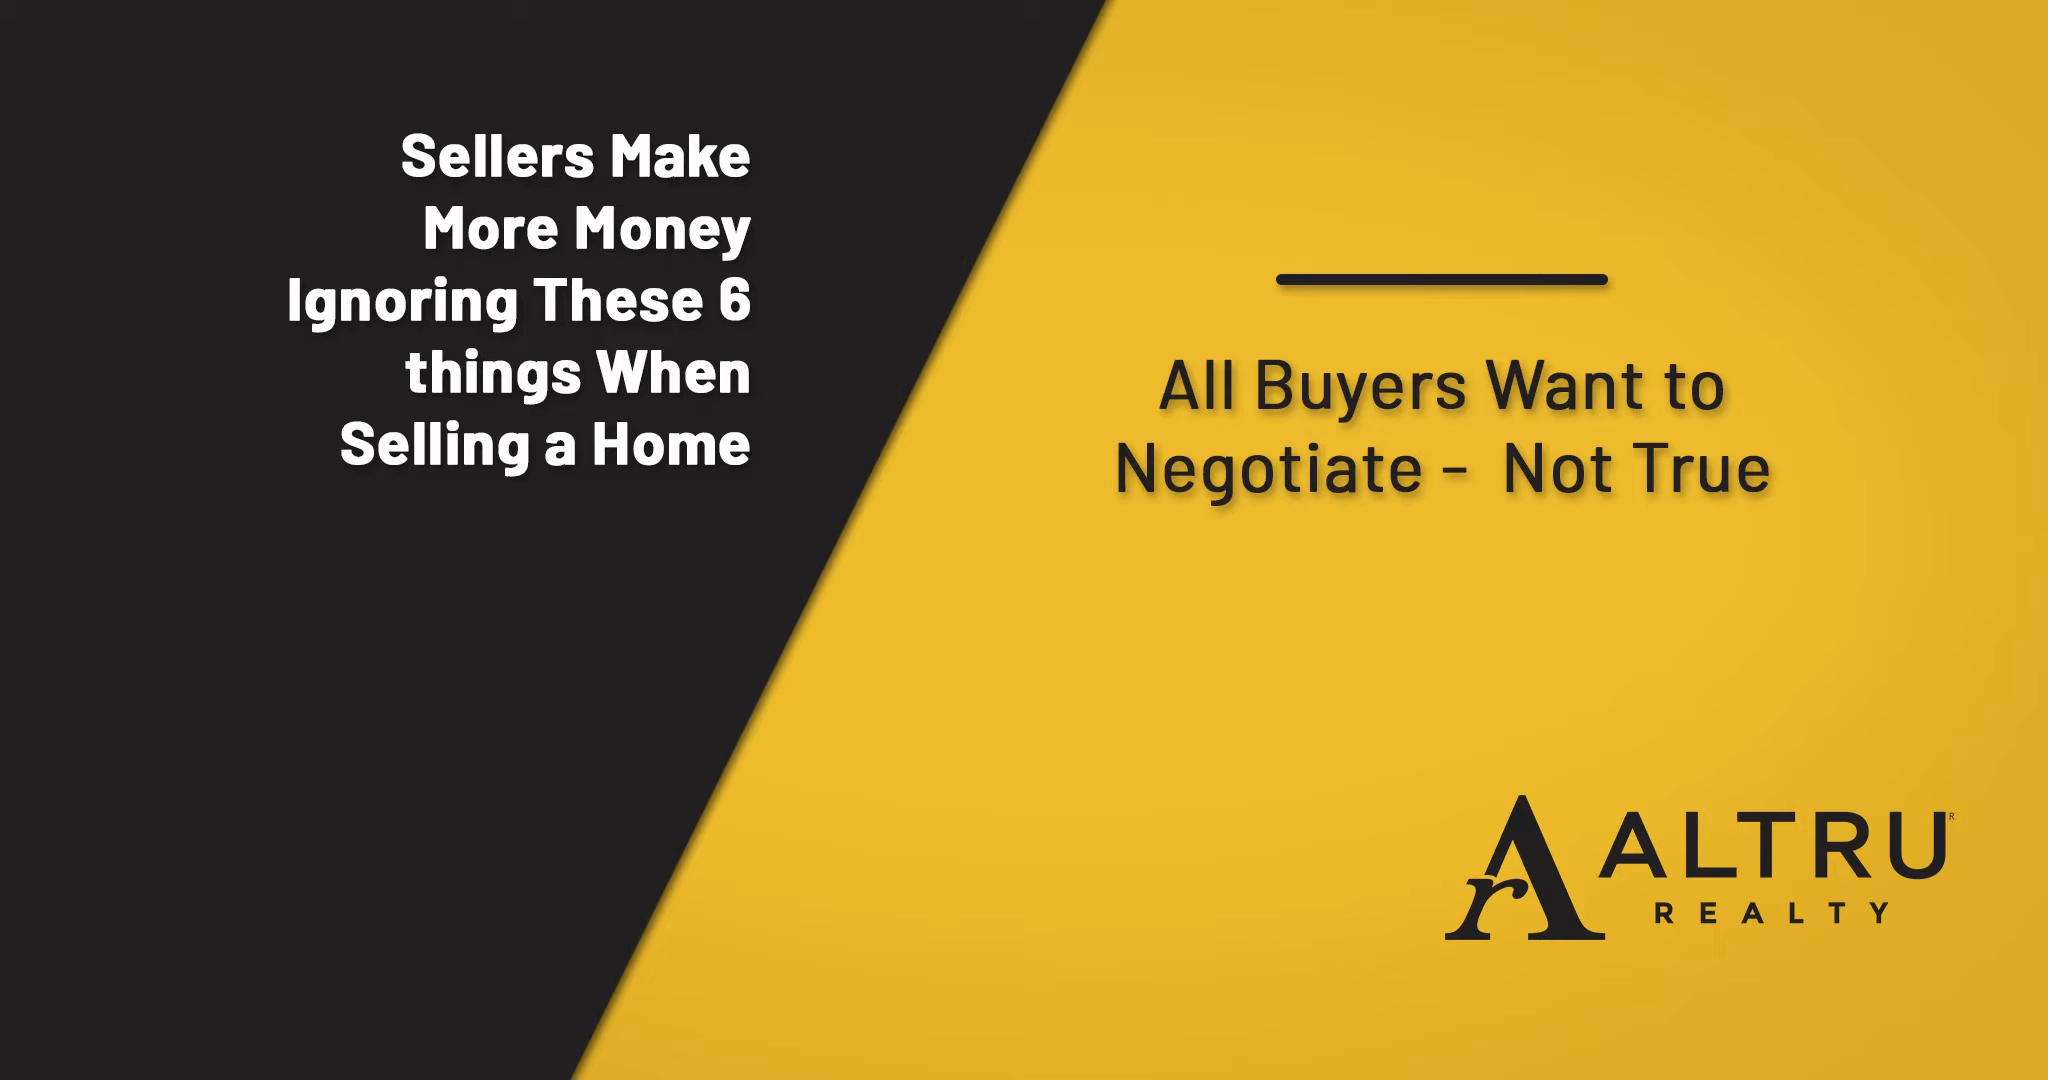 Sellers Make
More Money
Ignoring These 6
things When
Selling a Home
All Buyers Want to
Negotiate -  Not True
ALTRU®
REALTY